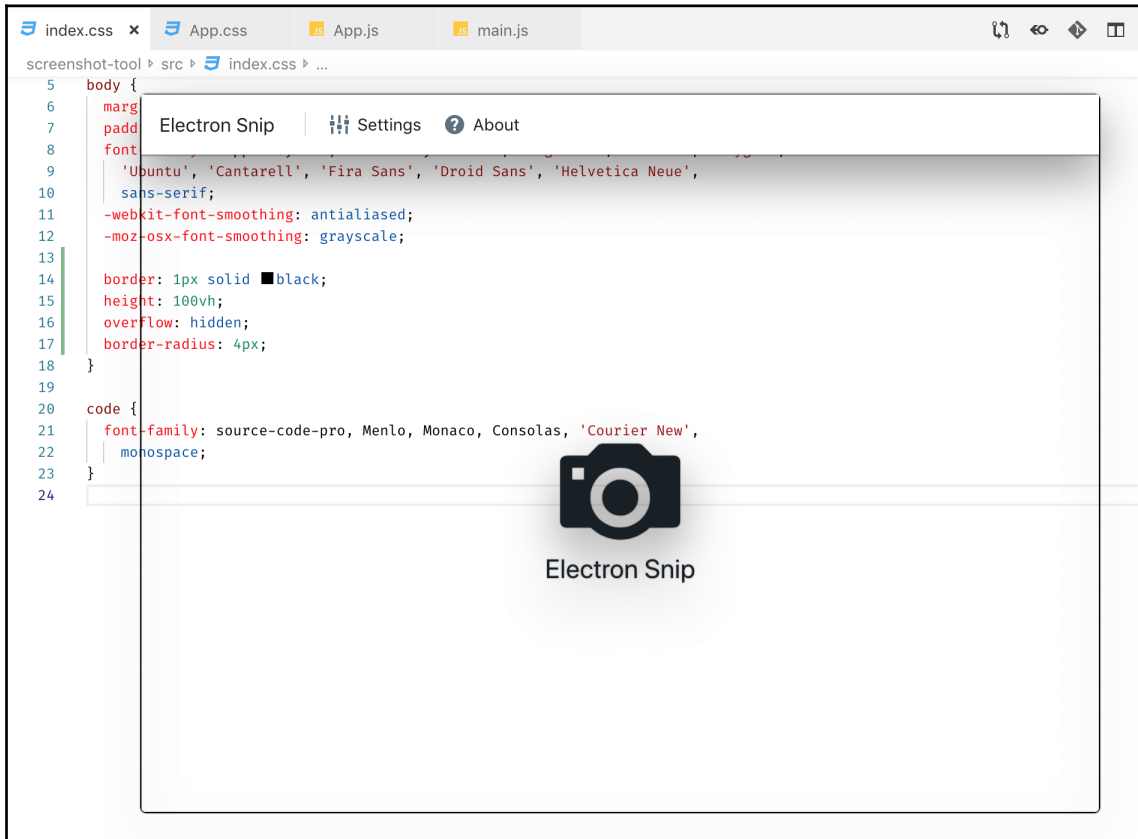 index.css × App.css JS App.js JS main.js
screenshot-tool src index.css ...
Electron Snip Settings About
5 body {
6 marg
7 padd
8 font
9 'Ubuntu', 'Cantarell', 'Fira Sans', 'Droid Sans', 'Helvetica Neue',
10 sans-serif;
11 -webkit-font-smoothing: antialiased;
12 -moz-osx-font-smoothing: grayscale;
13
14 border: 1px solid black;
15 height: 100vh;
16 overflow: hidden;
17 border-radius: 4px;
18 }
19
20 code {
21 font-family: source-code-pro, Menlo, Monaco, Consolas, 'Courier New',
22 monospace;
23 }
24
Electron Snip